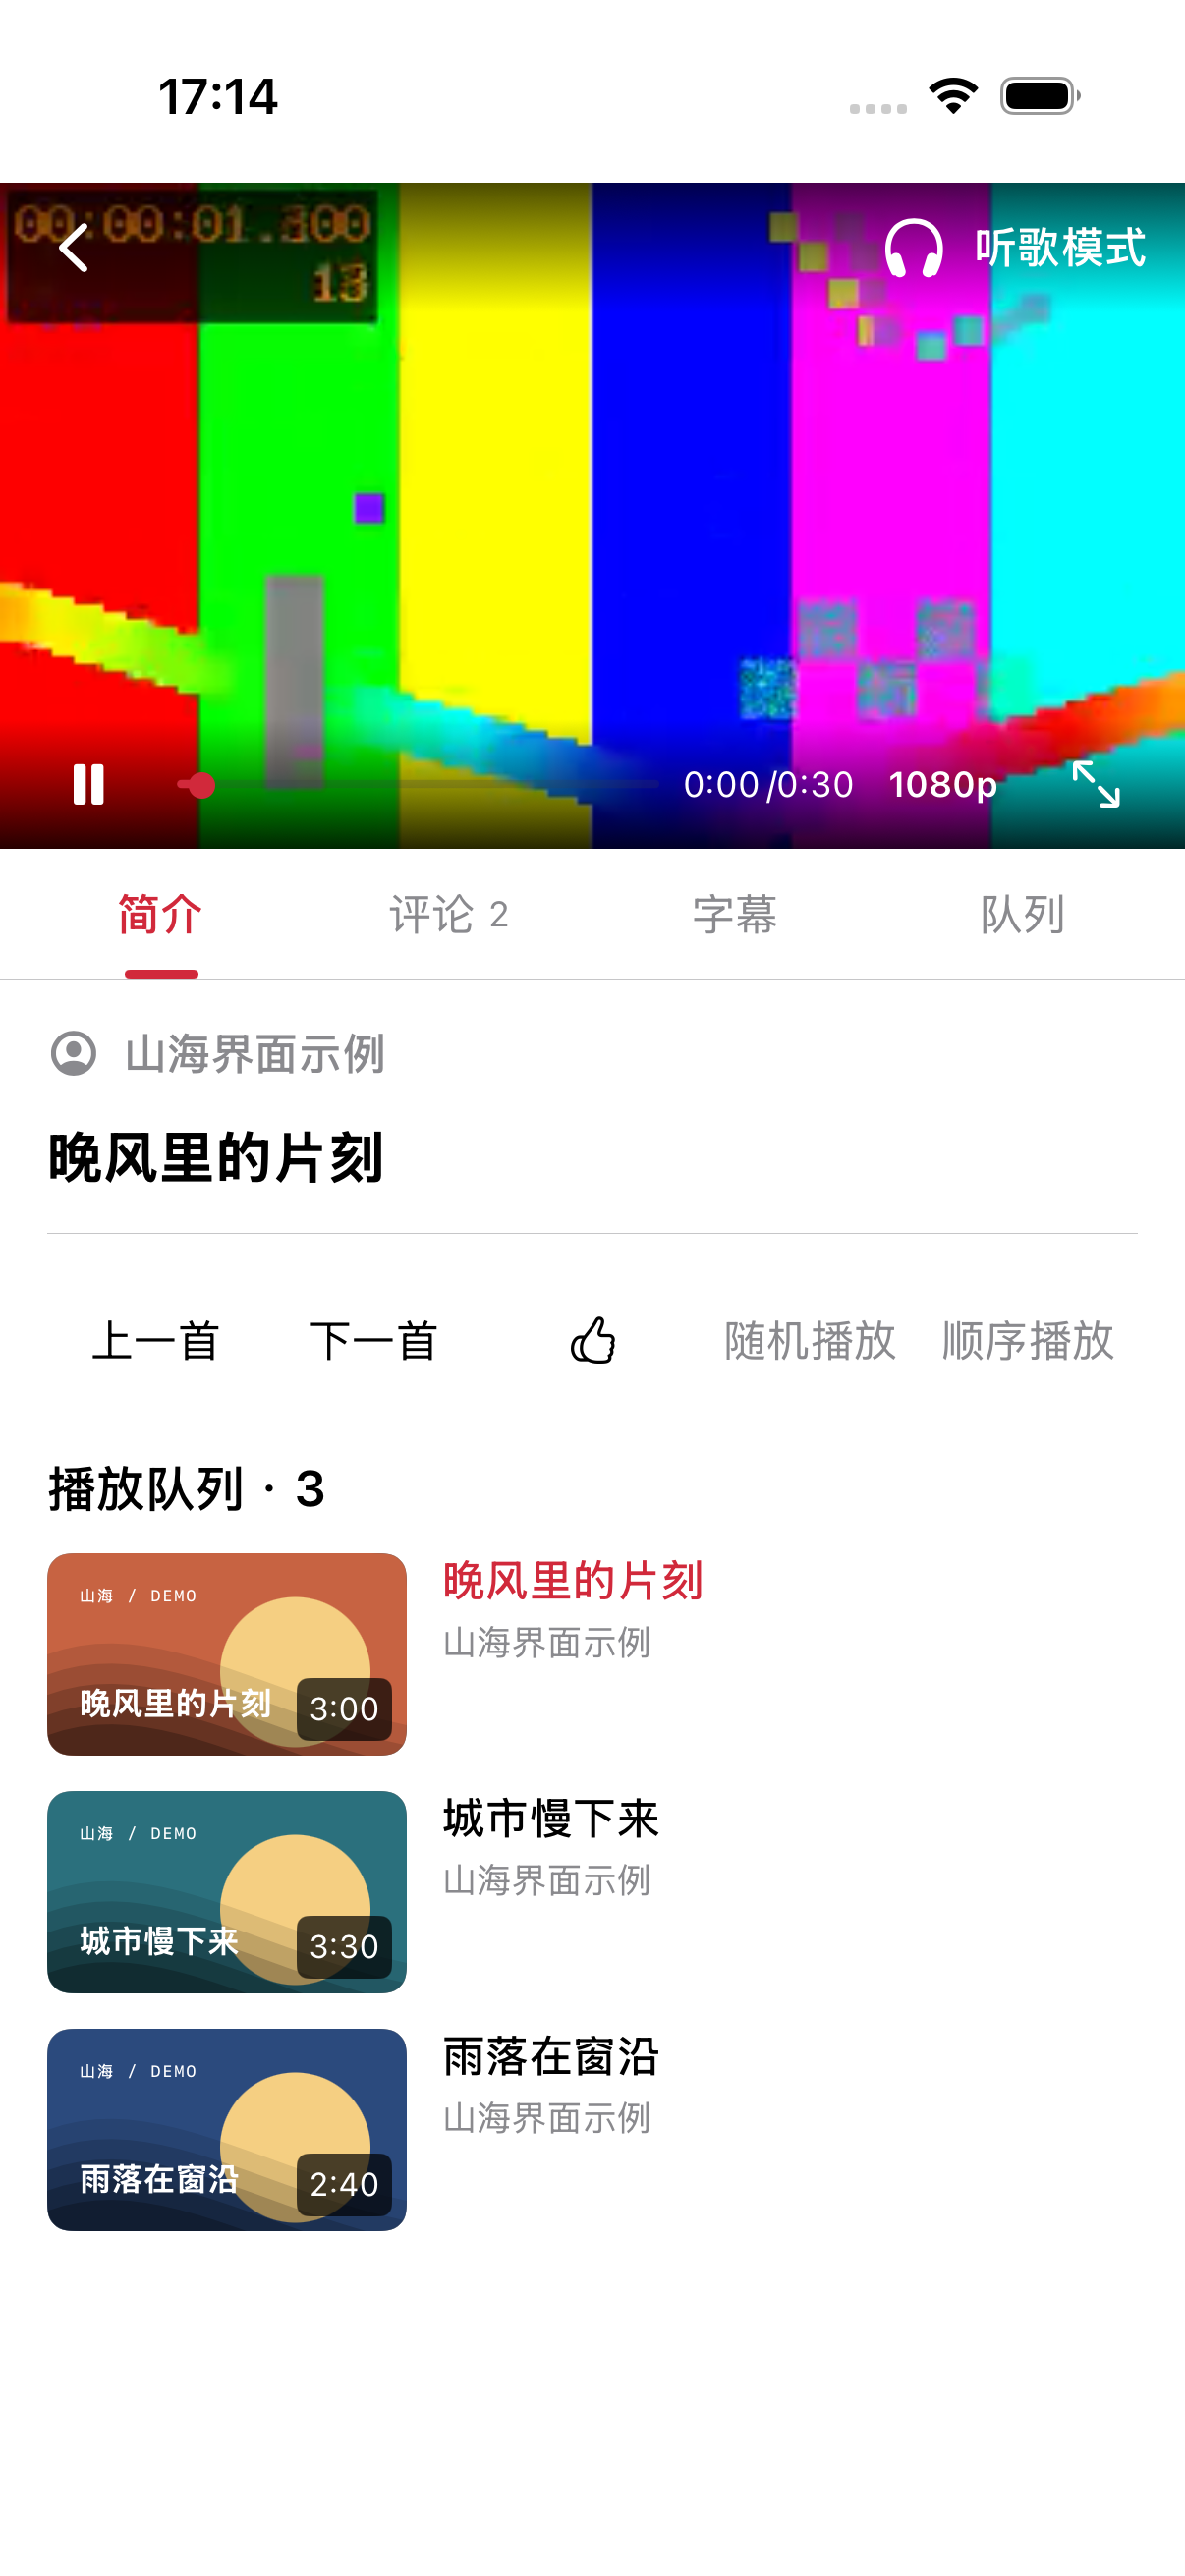 17:14
00:00:01.300
13
听歌模式
0:00/0:30 1080p
简介 评论 2 字幕 队列
山海界面示例
晚风里的片刻
上一首 下一首 随机播放 顺序播放
播放队列 · 3
山海 / DEMO
晚风里的片刻
3:00
晚风里的片刻
山海界面示例
山海 / DEMO
城市慢下来
3:30
城市慢下来
山海界面示例
山海 / DEMO
雨落在窗沿
2:40
雨落在窗沿
山海界面示例